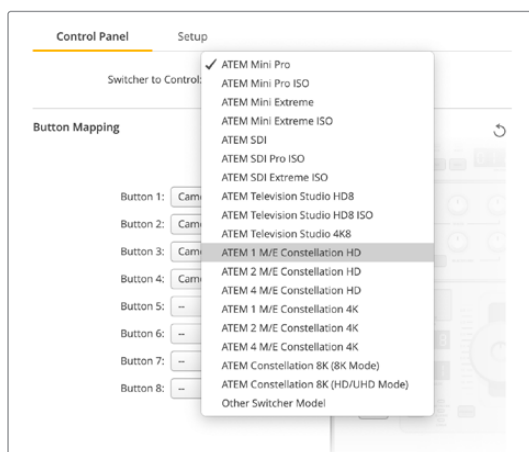 Control Panel Setup
Switcher to Control:
✓ ATEM Mini Pro
ATEM Mini Pro ISO
ATEM Mini Extreme
ATEM Mini Extreme ISO
ATEM SDI
ATEM SDI Pro ISO
ATEM SDI Extreme ISO
ATEM Television Studio HD8
ATEM Television Studio HD8 ISO
ATEM Television Studio 4K8
ATEM 1 M/E Constellation HD
ATEM 2 M/E Constellation HD
ATEM 4 M/E Constellation HD
ATEM 1 M/E Constellation 4K
ATEM 2 M/E Constellation 4K
ATEM 4 M/E Constellation 4K
ATEM Constellation 8K (8K Mode)
ATEM Constellation 8K (HD/UHD Mode)
Other Switcher Model
Button Mapping
Button 1: Came
Button 2: Came
Button 3: Came
Button 4: Came
Button 5: --
Button 6: --
Button 7: --
Button 8: --